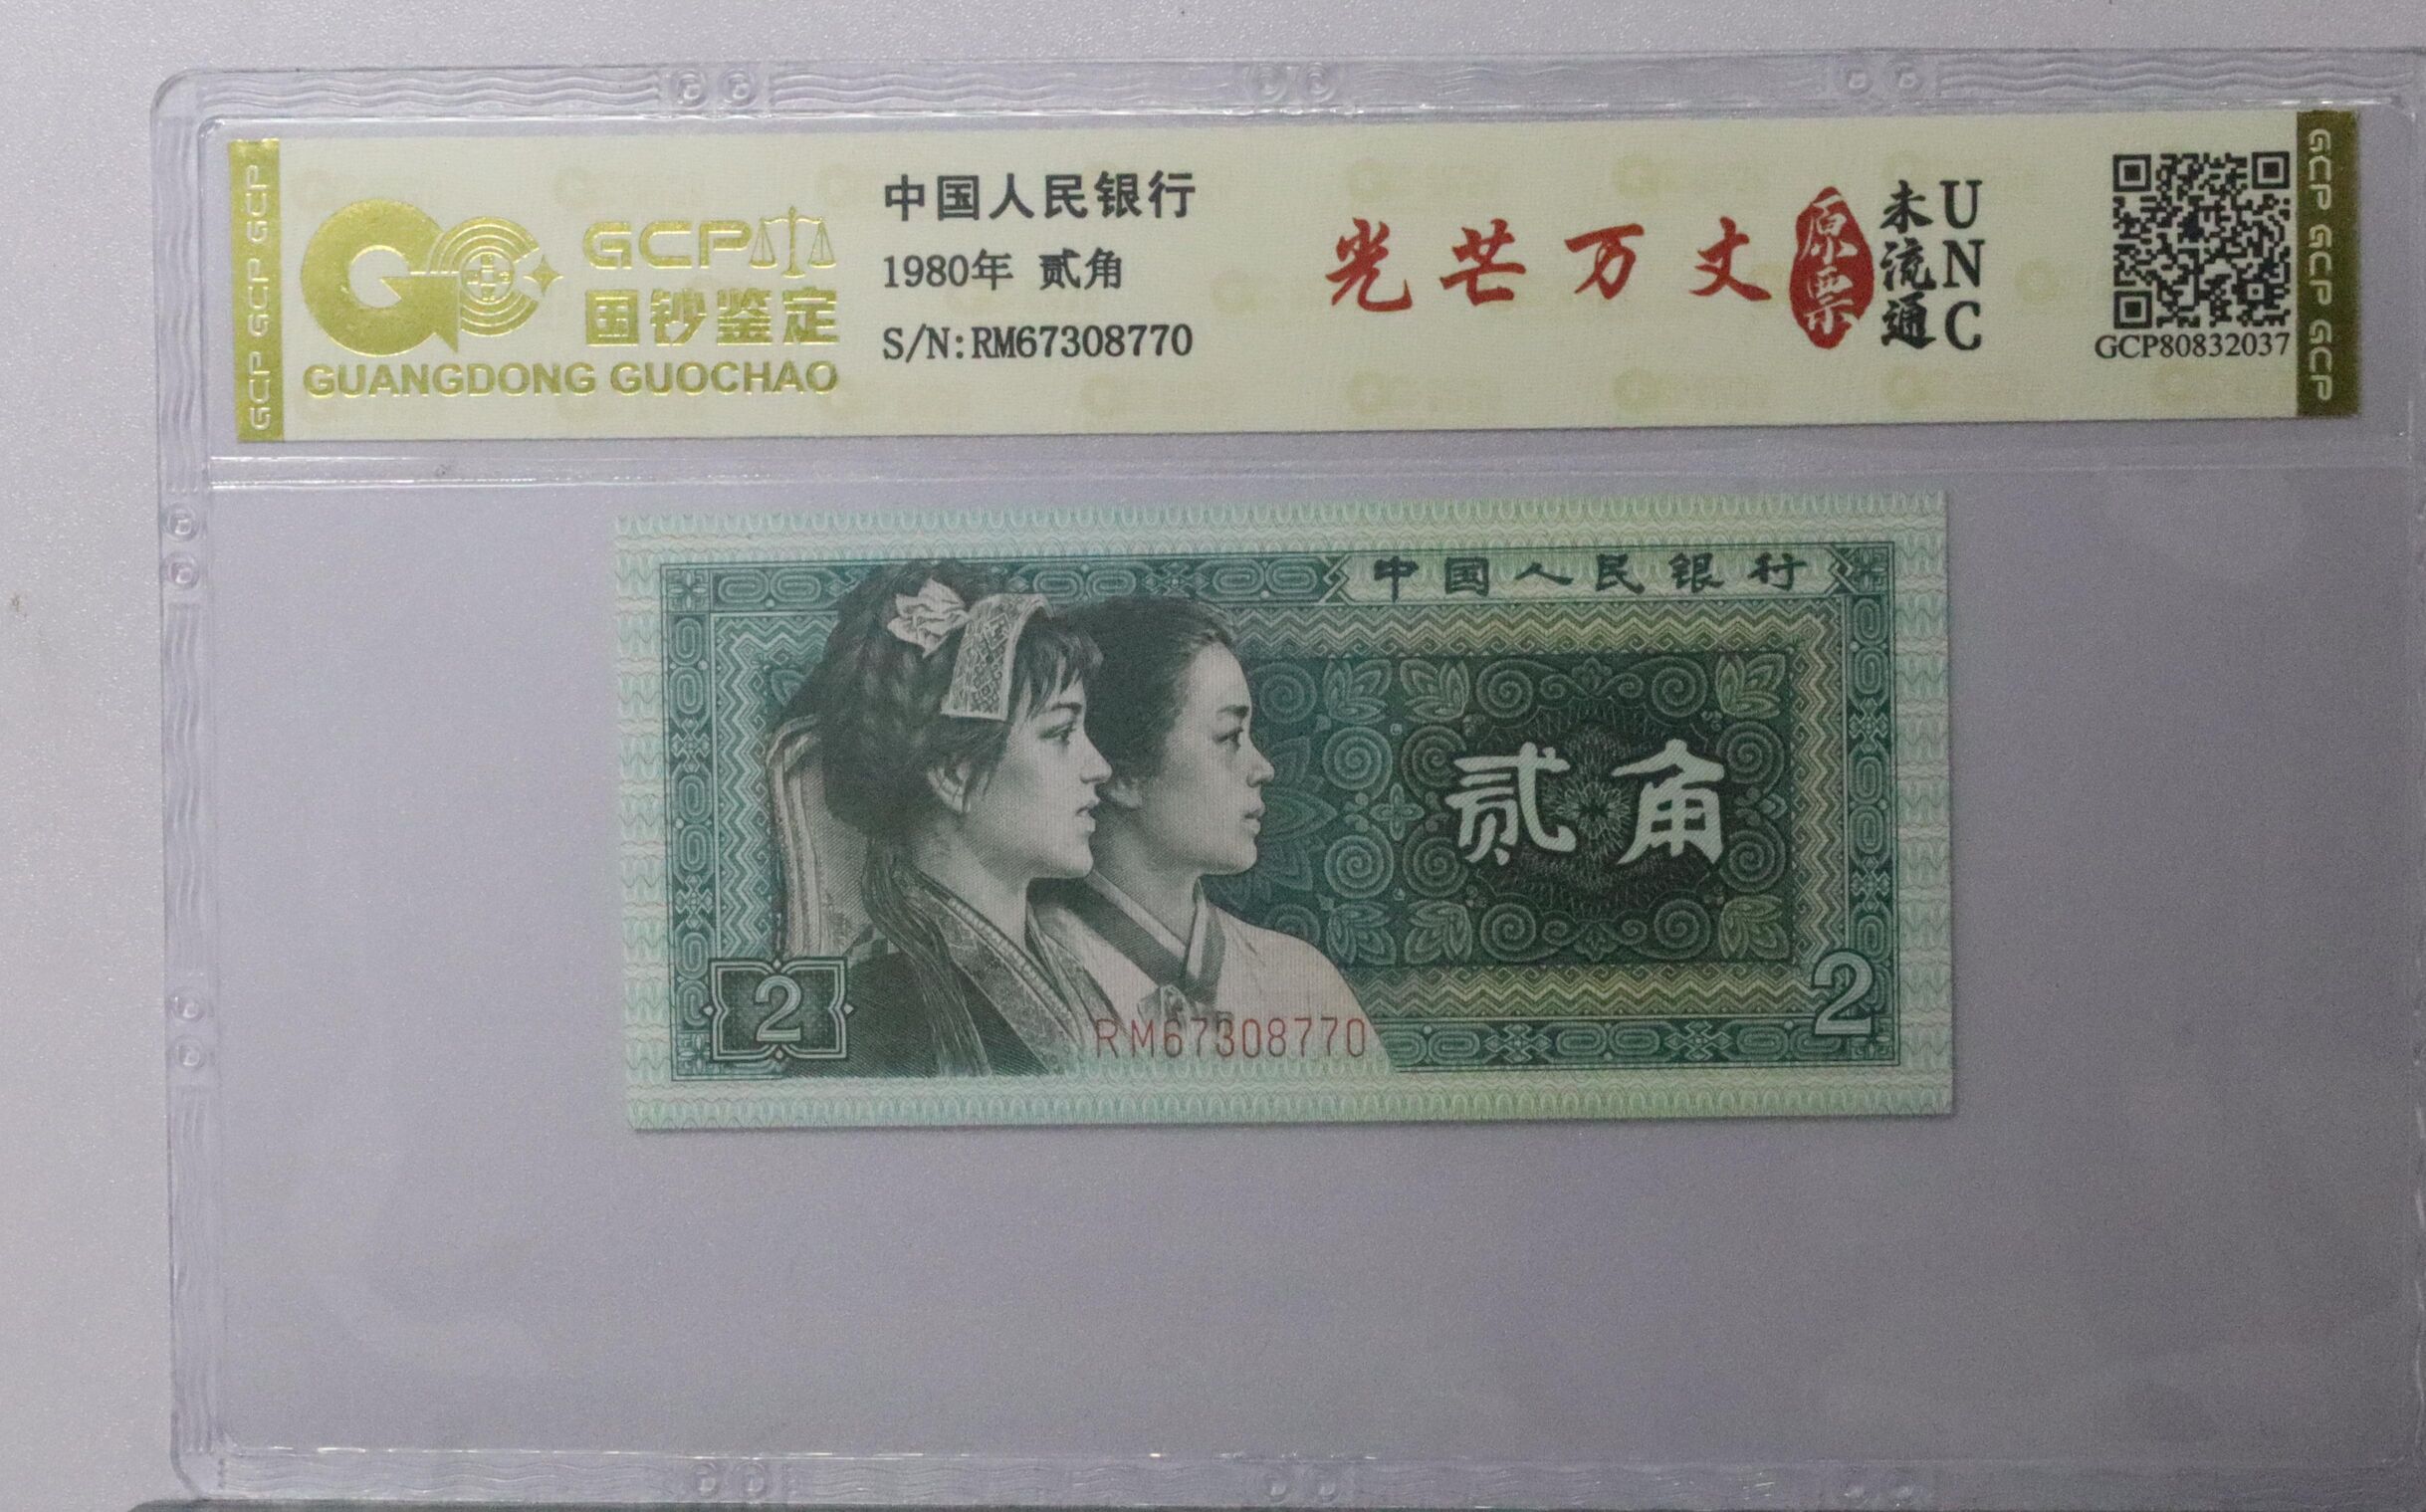 GCP GCP GCP
GCP
国钞鉴定
GUANGDONG GUOCHAO
中国人民银行
1980年 贰角
S/N:RM67308770
光芒万丈
原票
未流通
UNC
GCP80832037
GCP GCP GCP
中国人民银行
贰角
2
2
RM67308770